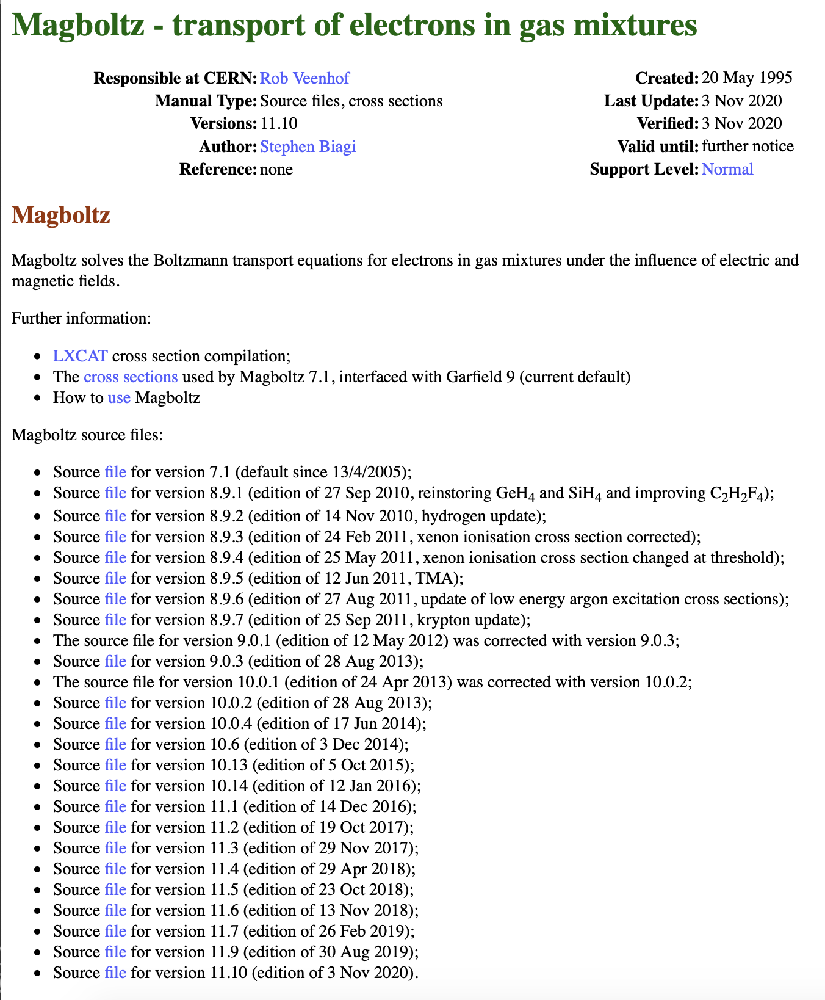 Magboltz - transport of electrons in gas mixtures
Responsible at CERN: Rob Veenhof Created: 20 May 1995
Manual Type: Source files, cross sections Last Update: 3 Nov 2020
Versions: 11.10 Verified: 3 Nov 2020
Author: Stephen Biagi Valid until: further notice
Reference: none Support Level: Normal
Magboltz
Magboltz solves the Boltzmann transport equations for electrons in gas mixtures under the influence of electric and
magnetic fields.
Further information:
• LXCAT cross section compilation;
• The cross sections used by Magboltz 7.1, interfaced with Garfield 9 (current default)
• How to use Magboltz
Magboltz source files:
• Source file for version 7.1 (default since 13/4/2005);
• Source file for version 8.9.1 (edition of 27 Sep 2010, reinstoring GeH₄ and SiH₄ and improving C₂H₂F₄);
• Source file for version 8.9.2 (edition of 14 Nov 2010, hydrogen update);
• Source file for version 8.9.3 (edition of 24 Feb 2011, xenon ionisation cross section corrected);
• Source file for version 8.9.4 (edition of 25 May 2011, xenon ionisation cross section changed at threshold);
• Source file for version 8.9.5 (edition of 12 Jun 2011, TMA);
• Source file for version 8.9.6 (edition of 27 Aug 2011, update of low energy argon excitation cross sections);
• Source file for version 8.9.7 (edition of 25 Sep 2011, krypton update);
• The source file for version 9.0.1 (edition of 12 May 2012) was corrected with version 9.0.3;
• Source file for version 9.0.3 (edition of 28 Aug 2013);
• The source file for version 10.0.1 (edition of 24 Apr 2013) was corrected with version 10.0.2;
• Source file for version 10.0.2 (edition of 28 Aug 2013);
• Source file for version 10.0.4 (edition of 17 Jun 2014);
• Source file for version 10.6 (edition of 3 Dec 2014);
• Source file for version 10.13 (edition of 5 Oct 2015);
• Source file for version 10.14 (edition of 12 Jan 2016);
• Source file for version 11.1 (edition of 14 Dec 2016);
• Source file for version 11.2 (edition of 19 Oct 2017);
• Source file for version 11.3 (edition of 29 Nov 2017);
• Source file for version 11.4 (edition of 29 Apr 2018);
• Source file for version 11.5 (edition of 23 Oct 2018);
• Source file for version 11.6 (edition of 13 Nov 2018);
• Source file for version 11.7 (edition of 26 Feb 2019);
• Source file for version 11.9 (edition of 30 Aug 2019);
• Source file for version 11.10 (edition of 3 Nov 2020).